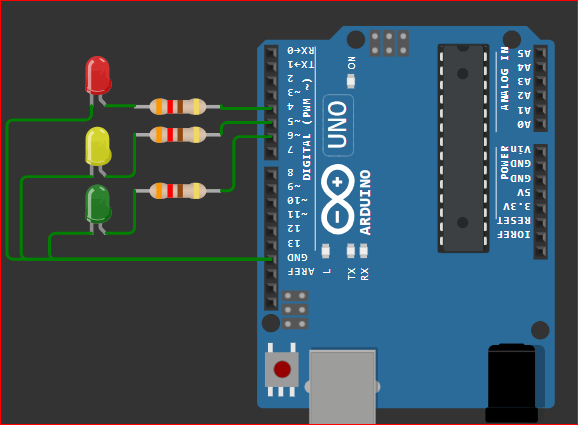 RX←0
TX→1
2
~3
4
~5
~6
7
8
~9
~10
~11
12
13
GND
AREF
DIGITAL (PWM ~)
ON
UNO
ARDUINO
L
TX
RX
ANALOG IN
A5
A4
A3
A2
A1
A0
POWER
Vin
GND
GND
5V
3.3V
RESET
IOREF